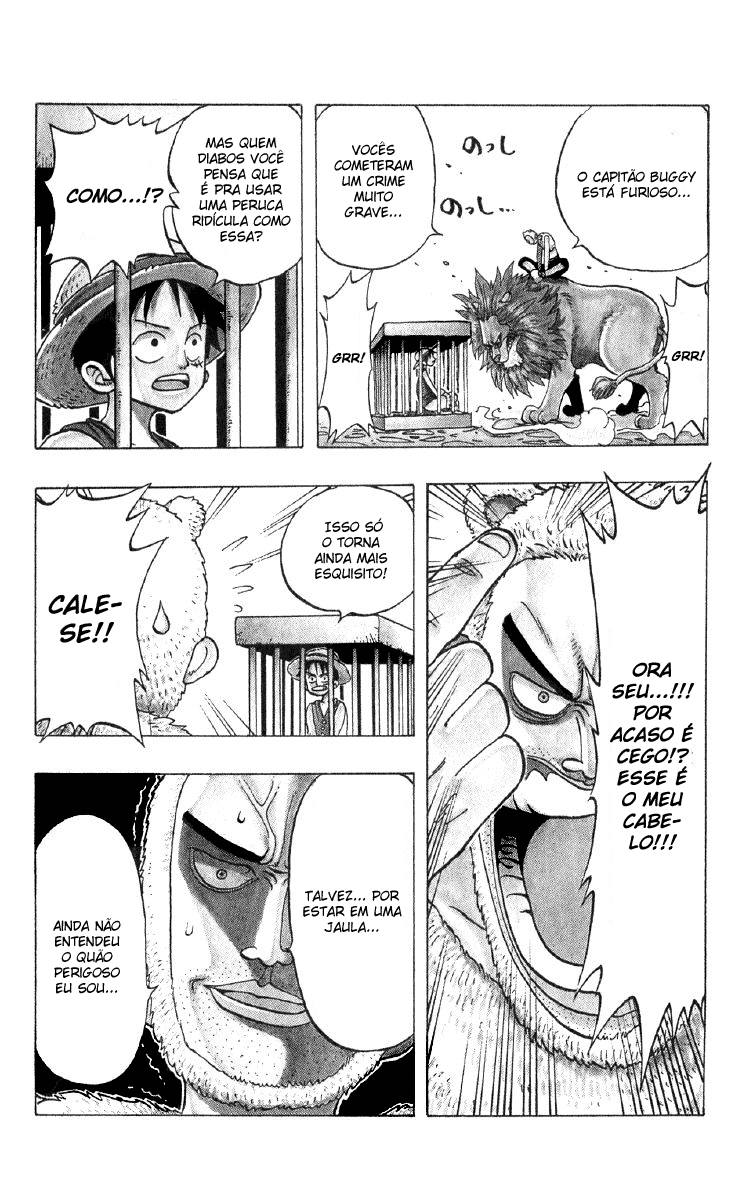 O CAPITÃO BUGGY
ESTÁ FURIOSO...
VOCÊS
COMETERAM
UM CRIME
MUITO
GRAVE...
のっし
のっし...
GRR!
GRR!
MAS QUEM
DIABOS VOCÊ
PENSA QUE
É PRA USAR
UMA PERUCA
RIDÍCULA COMO
ESSA?
COMO...!?
ORA
SEU...!!!
POR
ACASO É
CEGO!?
ESSE É
O MEU
CABE-
LO!!!
ISSO SÓ
O TORNA
AINDA MAIS
ESQUISITO!
CALE-
SE!!
TALVEZ... POR
ESTAR EM UMA
JAULA...
AINDA NÃO
ENTENDEU
O QUÃO
PERIGOSO
EU SOU...